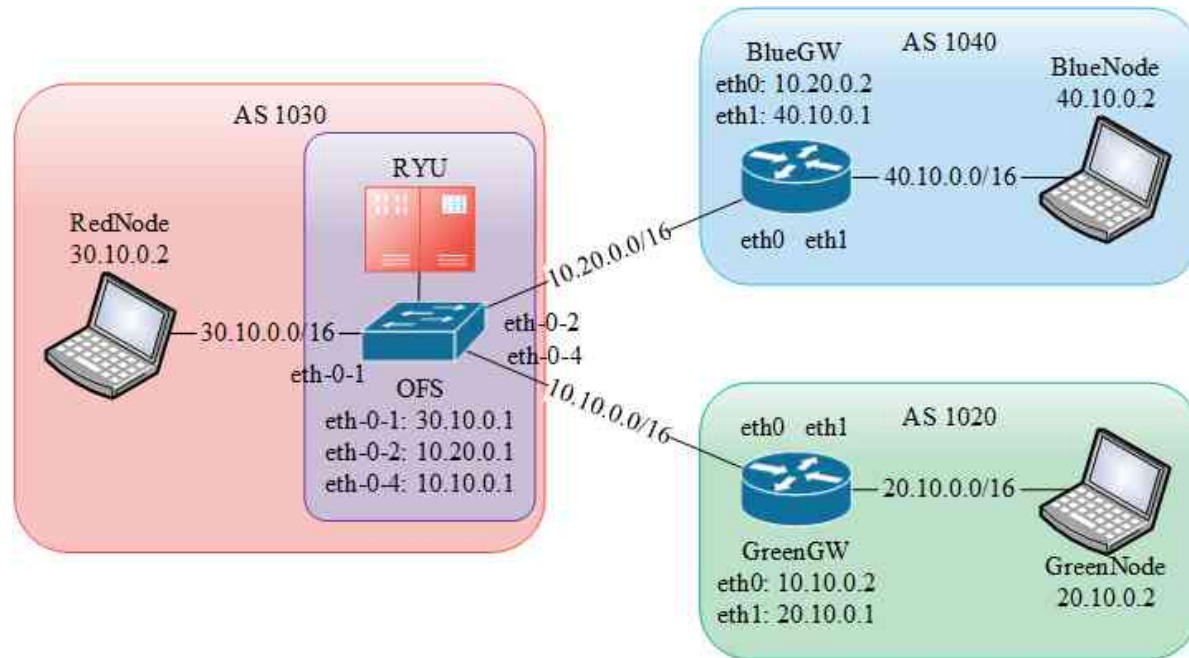 AS 1030
RYU
RedNode
30.10.0.2
30.10.0.0/16
eth-0-1
OFS
eth-0-1: 30.10.0.1
eth-0-2: 10.20.0.1
eth-0-4: 10.10.0.1
eth-0-2
eth-0-4
10.20.0.0/16
10.10.0.0/16
AS 1040
BlueGW
eth0: 10.20.0.2
eth1: 40.10.0.1
BlueNode
40.10.0.2
40.10.0.0/16
eth0 eth1
AS 1020
eth0 eth1
20.10.0.0/16
GreenGW
eth0: 10.10.0.2
eth1: 20.10.0.1
GreenNode
20.10.0.2